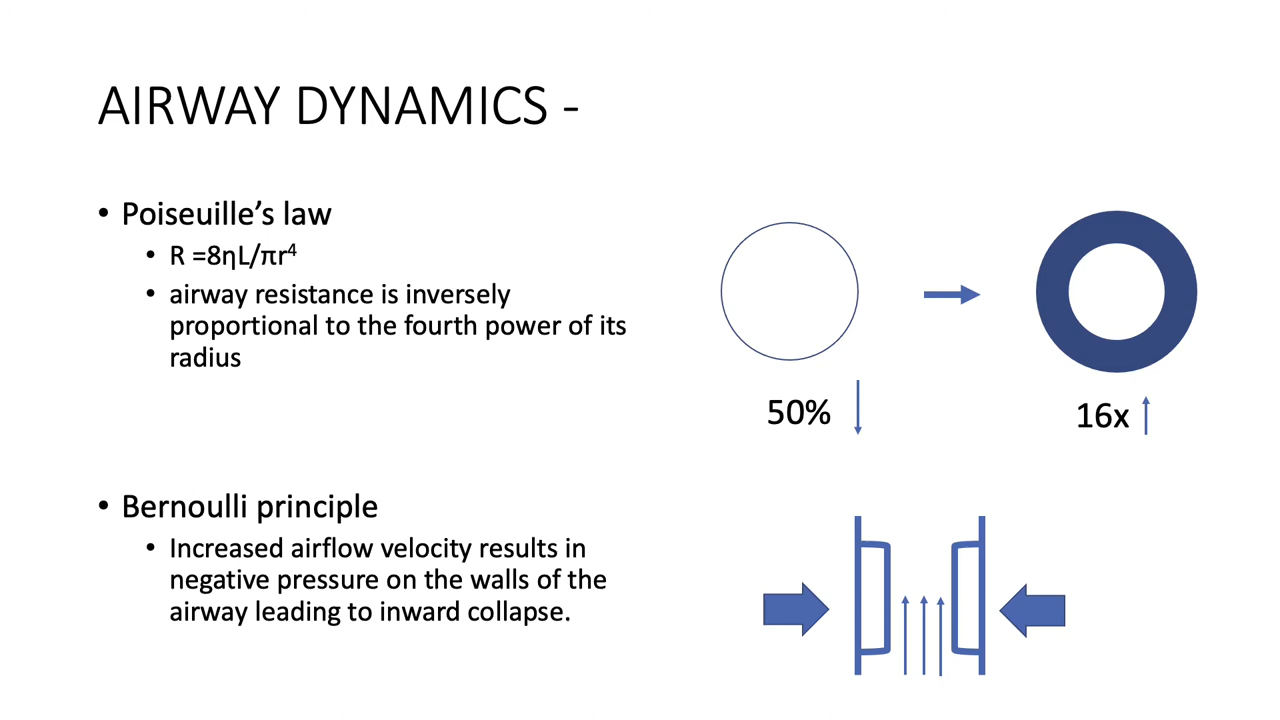 AIRWAY DYNAMICS -
• Poiseuille’s law
• R =8ηL/πr⁴
• airway resistance is inversely
proportional to the fourth power of its
radius
50%
16x
• Bernoulli principle
• Increased airflow velocity results in
negative pressure on the walls of the
airway leading to inward collapse.